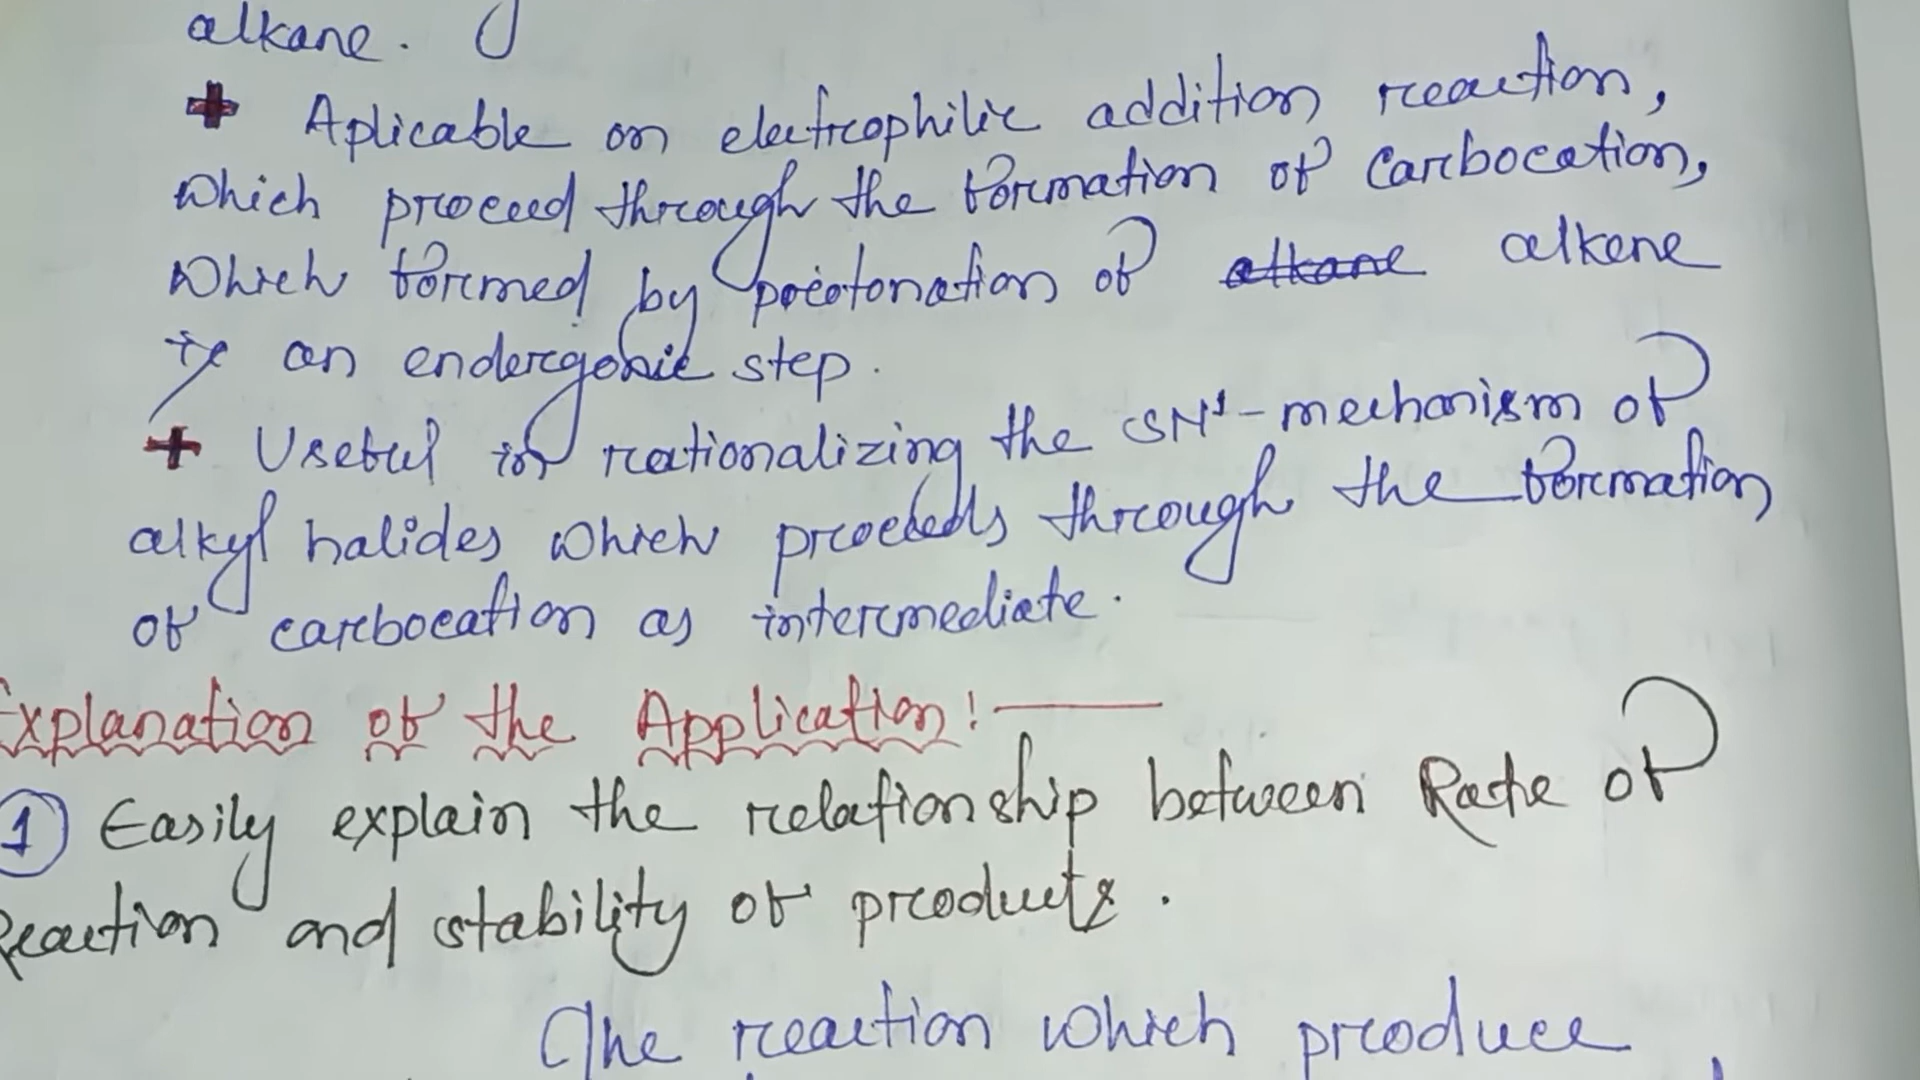 alkane.
+ Aplicable on electrophilic addition reaction,
which proceed through the formation of carbocation,
which formed by protonation of alkane alkene
is an endergonic step.
+ Useful in rationalizing the SN1-mechanism of
alkyl halides which proceeds through the formation
of carbocation as intermediate.
Explanation of the Application:—
1 Easily explain the relationship between Rate of
Reaction and stability of products.
The reaction which produce